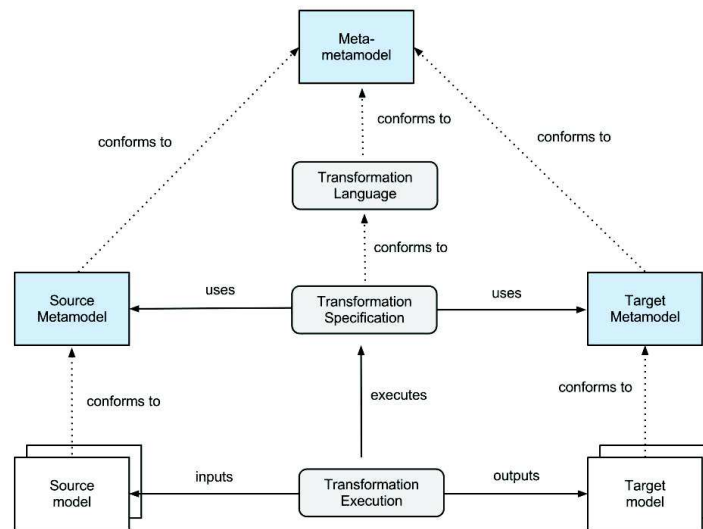 Meta-
metamodel
conforms to
conforms to
conforms to
Transformation
Language
conforms to
Source
Metamodel
uses
Transformation
Specification
uses
Target
Metamodel
conforms to
executes
conforms to
Source
model
inputs
Transformation
Execution
outputs
Target
model